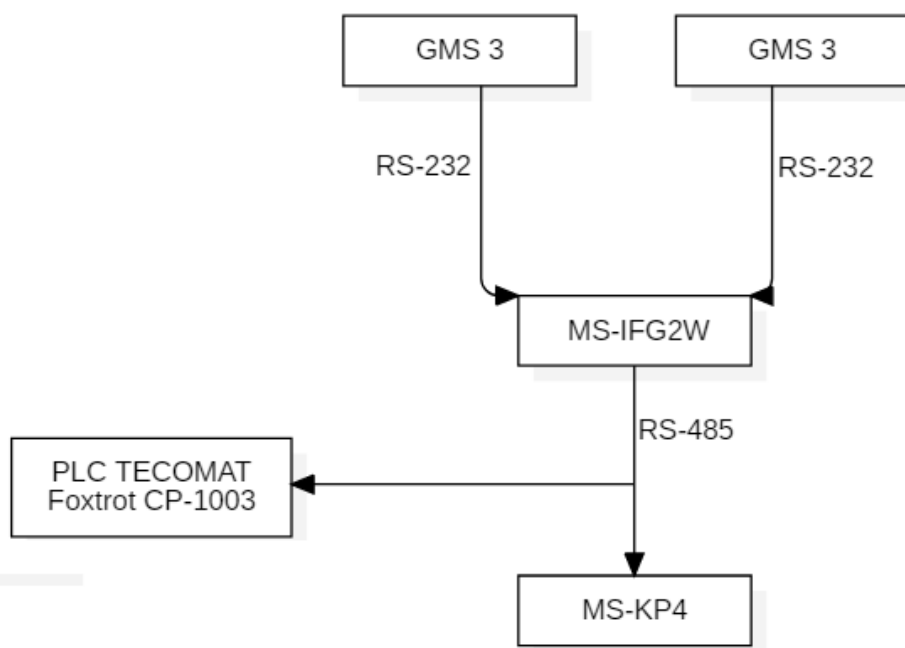 GMS 3
GMS 3
RS-232
RS-232
MS-IFG2W
RS-485
PLC TECOMAT
Foxtrot CP-1003
MS-KP4